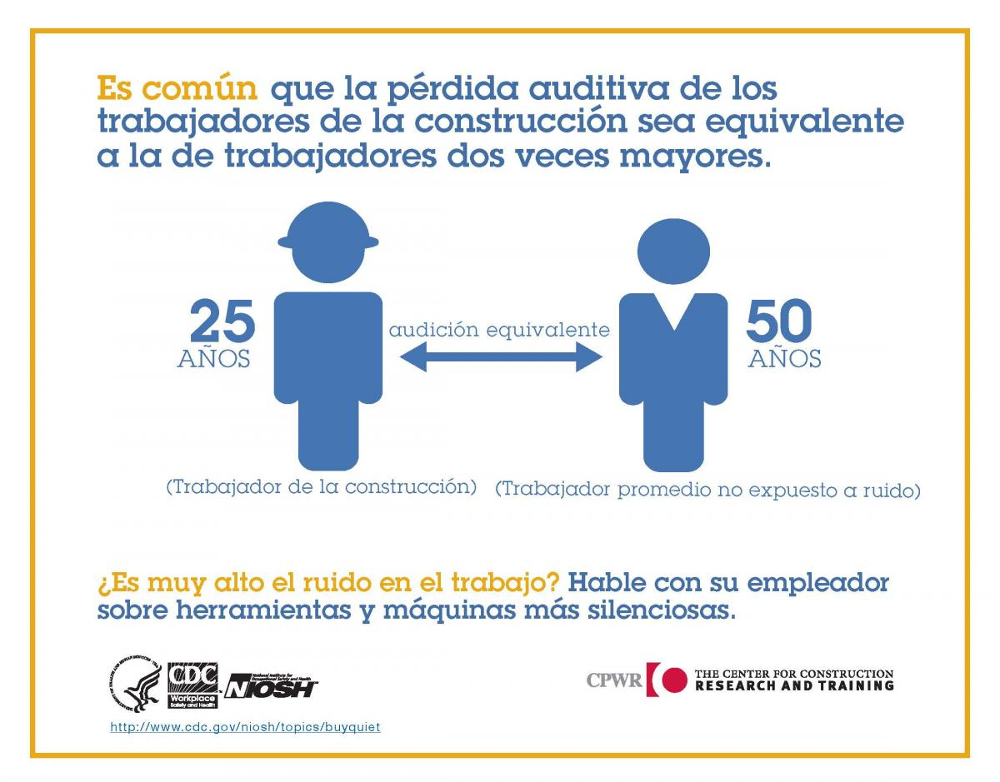 Es común que la pérdida auditiva de los
trabajadores de la construcción sea equivalente
a la de trabajadores dos veces mayores.
25
AÑOS
audición equivalente
50
AÑOS
(Trabajador de la construcción)
(Trabajador promedio no expuesto a ruido)
¿Es muy alto el ruido en el trabajo? Hable con su empleador
sobre herramientas y máquinas más silenciosas.
CDC
Workplace
Safety and Health
National Institute for
Occupational Safety and Health
NIOSH
CPWR
THE CENTER FOR CONSTRUCTION
RESEARCH AND TRAINING
http://www.cdc.gov/niosh/topics/buyquiet